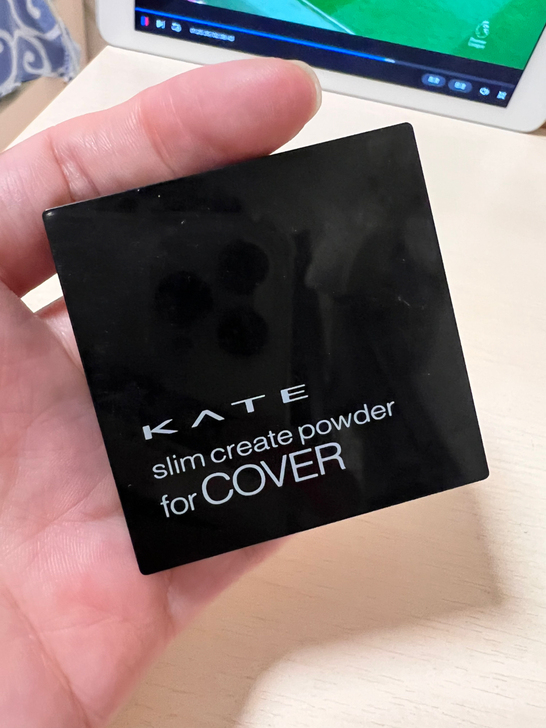 KATE
slim create powder
for COVER